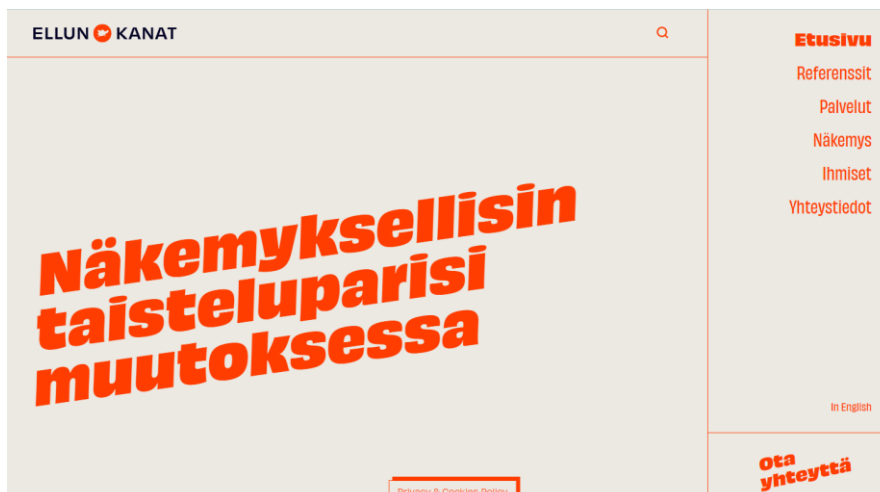 ELLUN KANAT
Etusivu
Referenssit
Palvelut
Näkemys
Ihmiset
Yhteystiedot
Näkemyksellisin
taisteluparisi
muutoksessa
In English
Ota
yhteyttä
Privacy & Cookies Policy